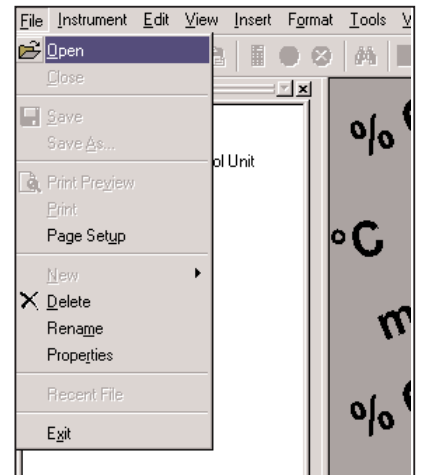 File Instrument Edit View Insert Format Tools
Open
Close
Save
Save As...
ol Unit
Print Preview
Print
Page Setup
New
Delete
Rename
Properties
Recent File
Exit
%
°C
m
%